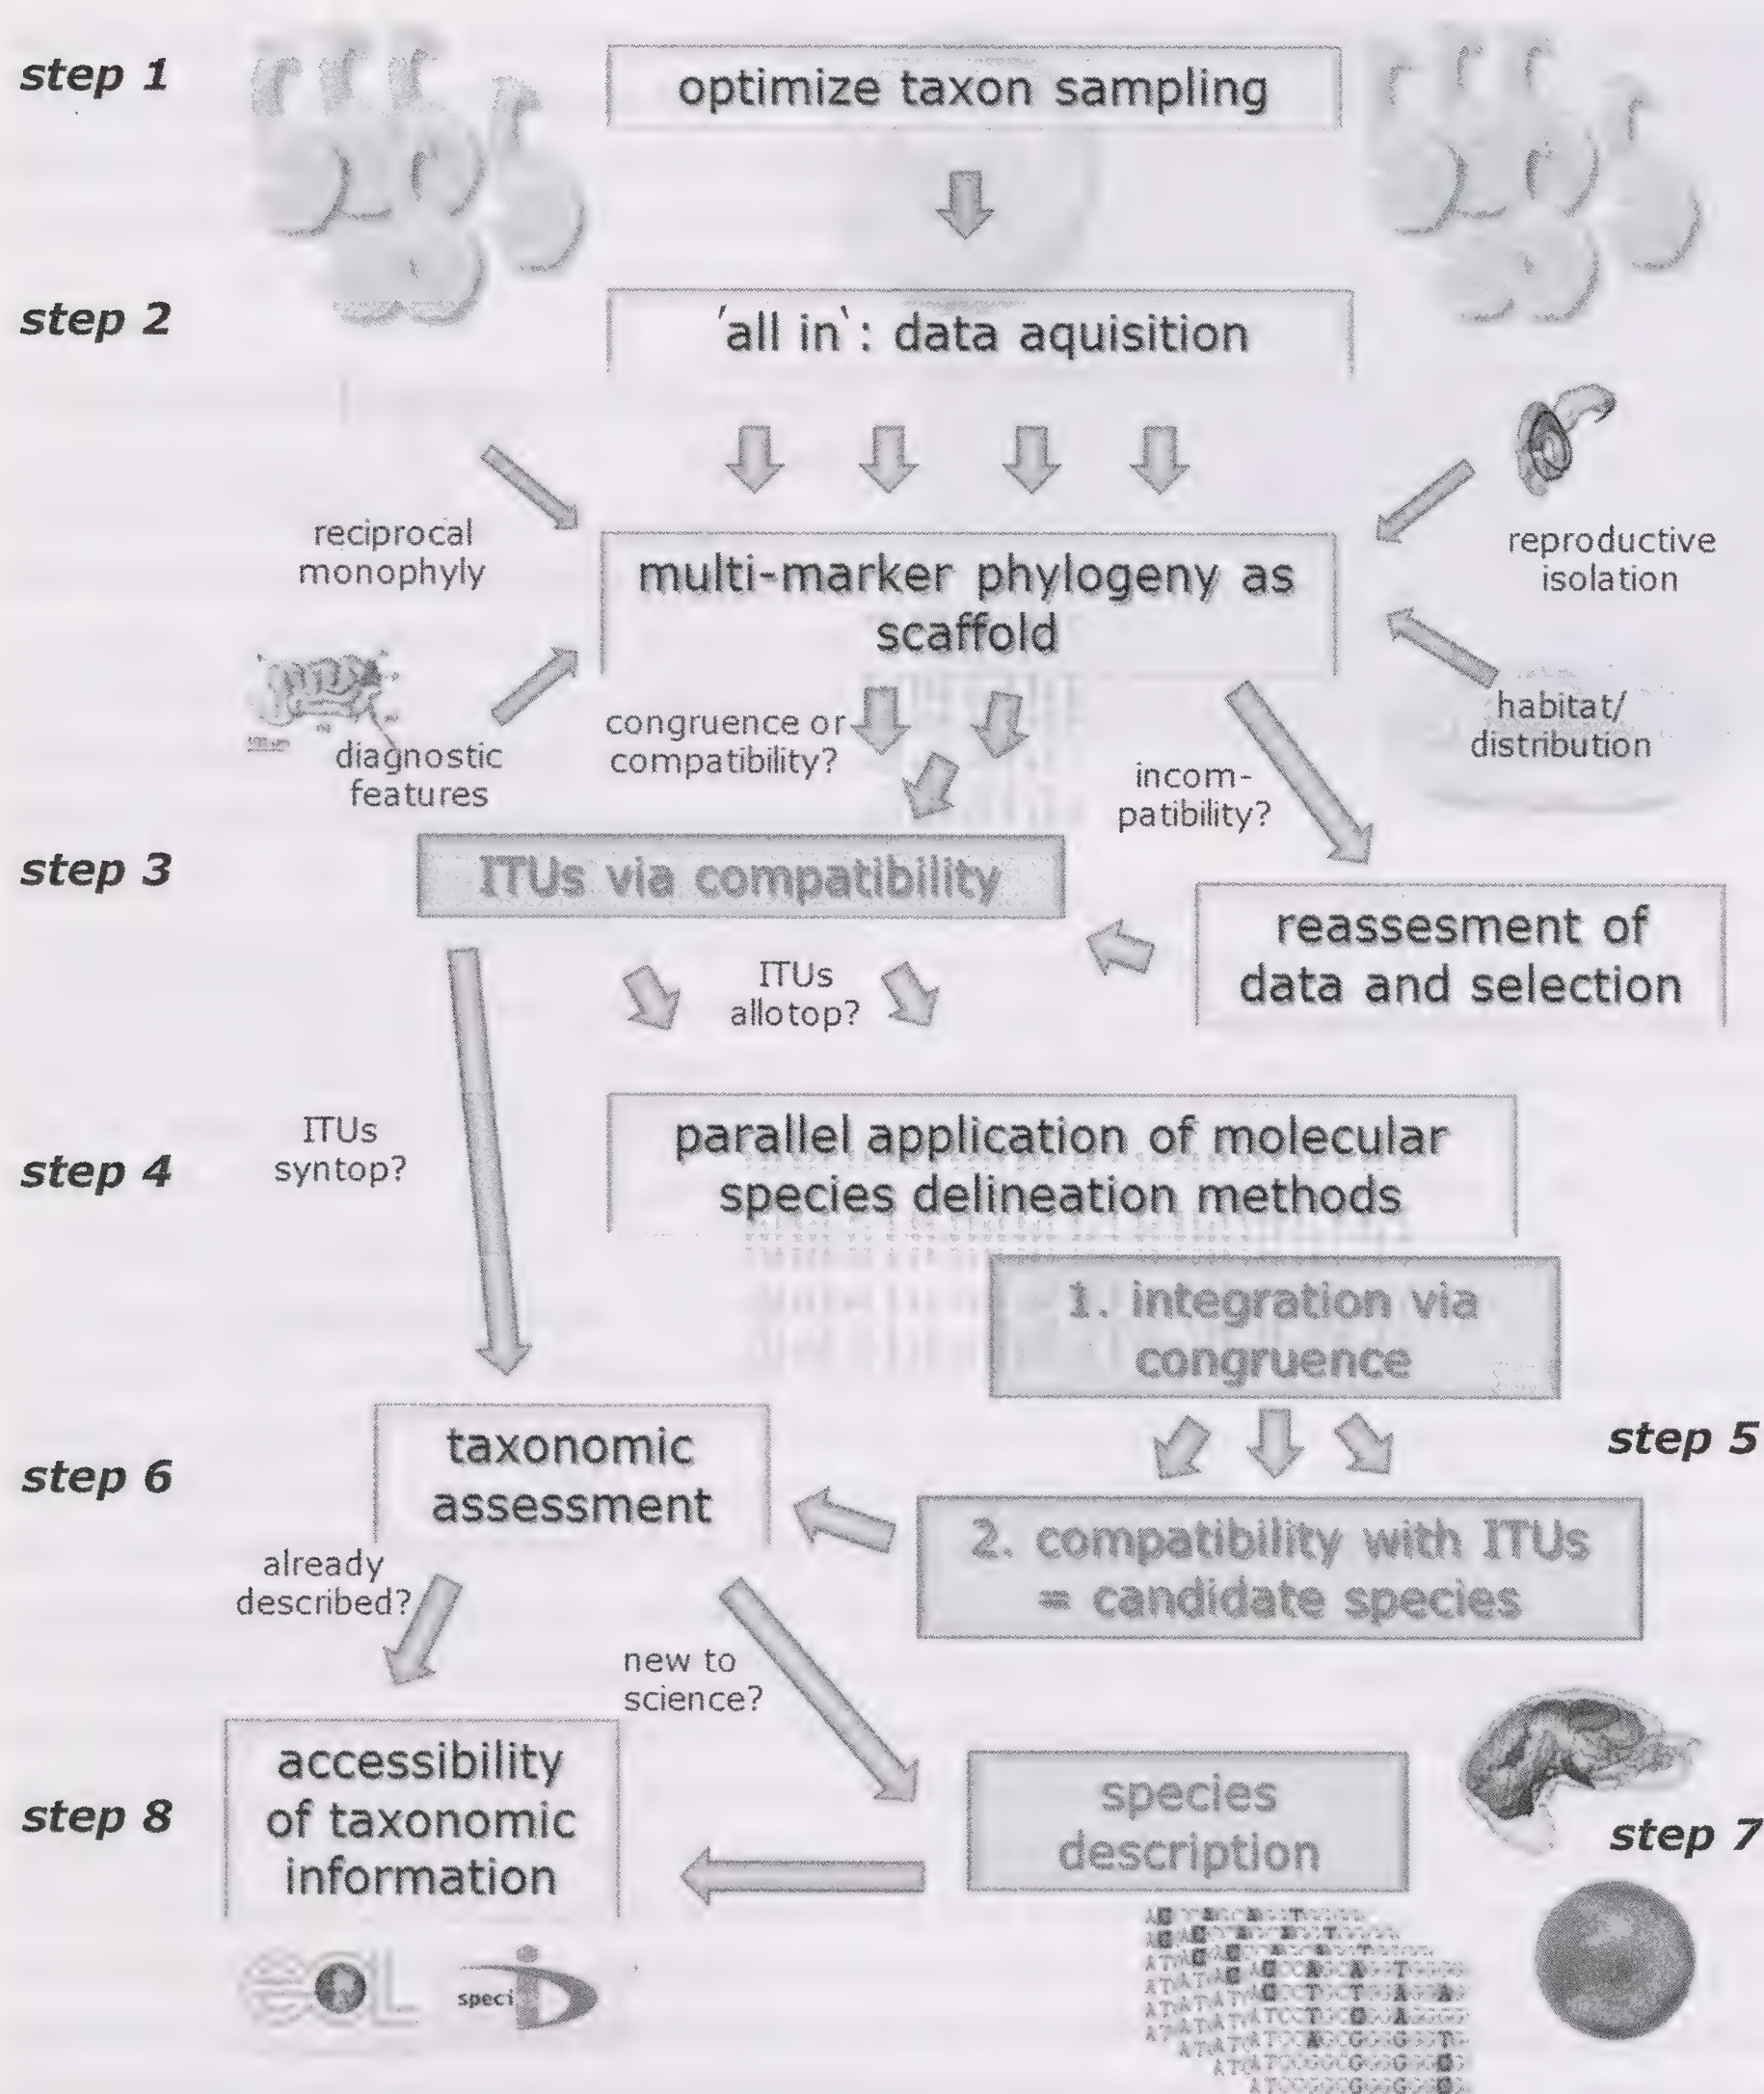 step 1
optimize taxon sampling
step 2
'all in‵: data aquisition
reciprocal
monophyly
reproductive
isolation
multi-marker phylogeny as
scaffold
diagnostic
features
congruence or
compatibility?
incom-
patibility?
habitat/
distribution
step 3
ITUs via compatibility
reassesment of
data and selection
ITUs
allotop?
ITUs
syntop?
step 4
parallel application of molecular
species delineation methods
1. integration via
congruence
step 5
step 6
taxonomic
assessment
2. compatibility with ITUs
= candidate species
already
described?
new to
science?
step 7
species
description
step 8
accessibility
of taxonomic
information
eOL
speciD